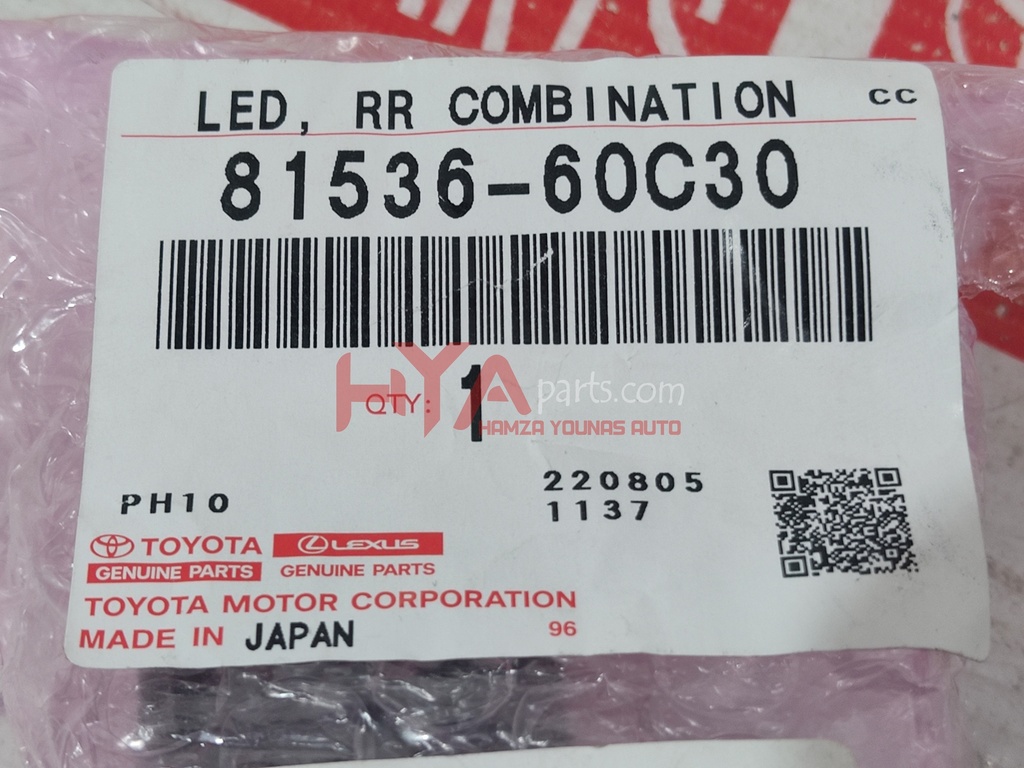 LED, RR COMBINATION CC
81536-60C30
HYA parts.com
QTY: 1
HAMZA YOUNAS AUTO
220805
PH10 1137
TOYOTA LEXUS
GENUINE PARTS GENUINE PARTS
TOYOTA MOTOR CORPORATION
MADE IN JAPAN 96